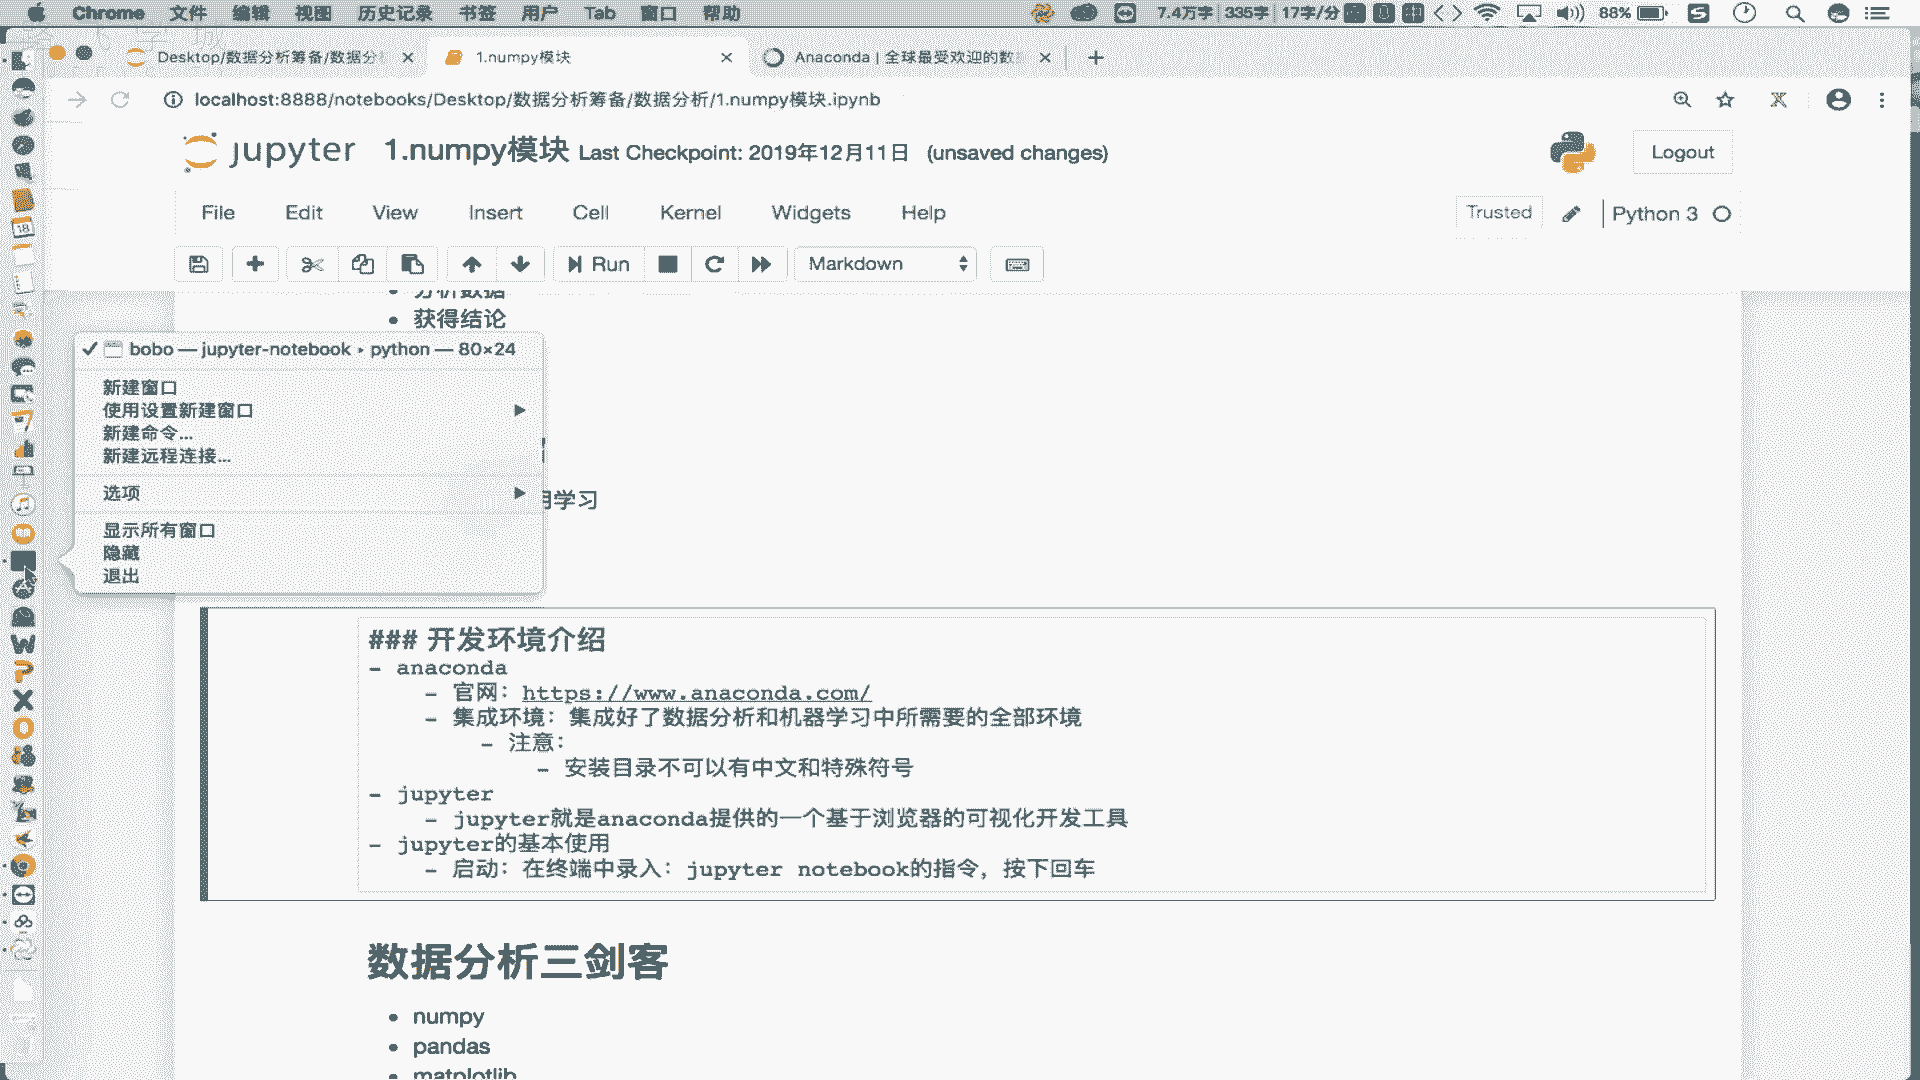 Chrome 文件 编辑 视图 历史记录 书签 用户 Tab 窗口 帮助 7.4万字 335字 17字/分 88%
Desktop/数据分析筹备/数据分 1.numpy模块 Anaconda | 全球最受欢迎的数
localhost:8888/notebooks/Desktop/数据分析筹备/数据分析/1.numpy模块.ipynb
jupyter 1.numpy模块 Last Checkpoint: 2019年12月11日 (unsaved changes)
Logout
File Edit View Insert Cell Kernel Widgets Help
Trusted Python 3
Run Markdown
• 分析数据
• 获得结论
✓ bobo — jupyter-notebook ▸ python — 80×24
新建窗口
使用设置新建窗口
新建命令...
新建远程连接...
选项
用学习
显示所有窗口
隐藏
退出
### 开发环境介绍
- anaconda
- 官网：https://www.anaconda.com/
- 集成环境：集成好了数据分析和机器学习中所需要的全部环境
- 注意：
- 安装目录不可以有中文和特殊符号
- jupyter
- jupyter就是anaconda提供的一个基于浏览器的可视化开发工具
- jupyter的基本使用
- 启动：在终端中录入：jupyter notebook的指令，按下回车
数据分析三剑客
• numpy
• pandas
• matplotlib